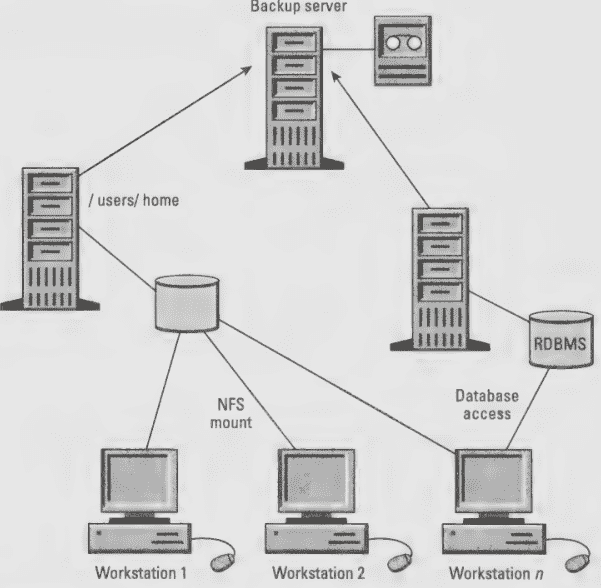 Backup server
/ users/ home
RDBMS
Database
access
NFS
mount
Workstation 1
Workstation 2
Workstation n